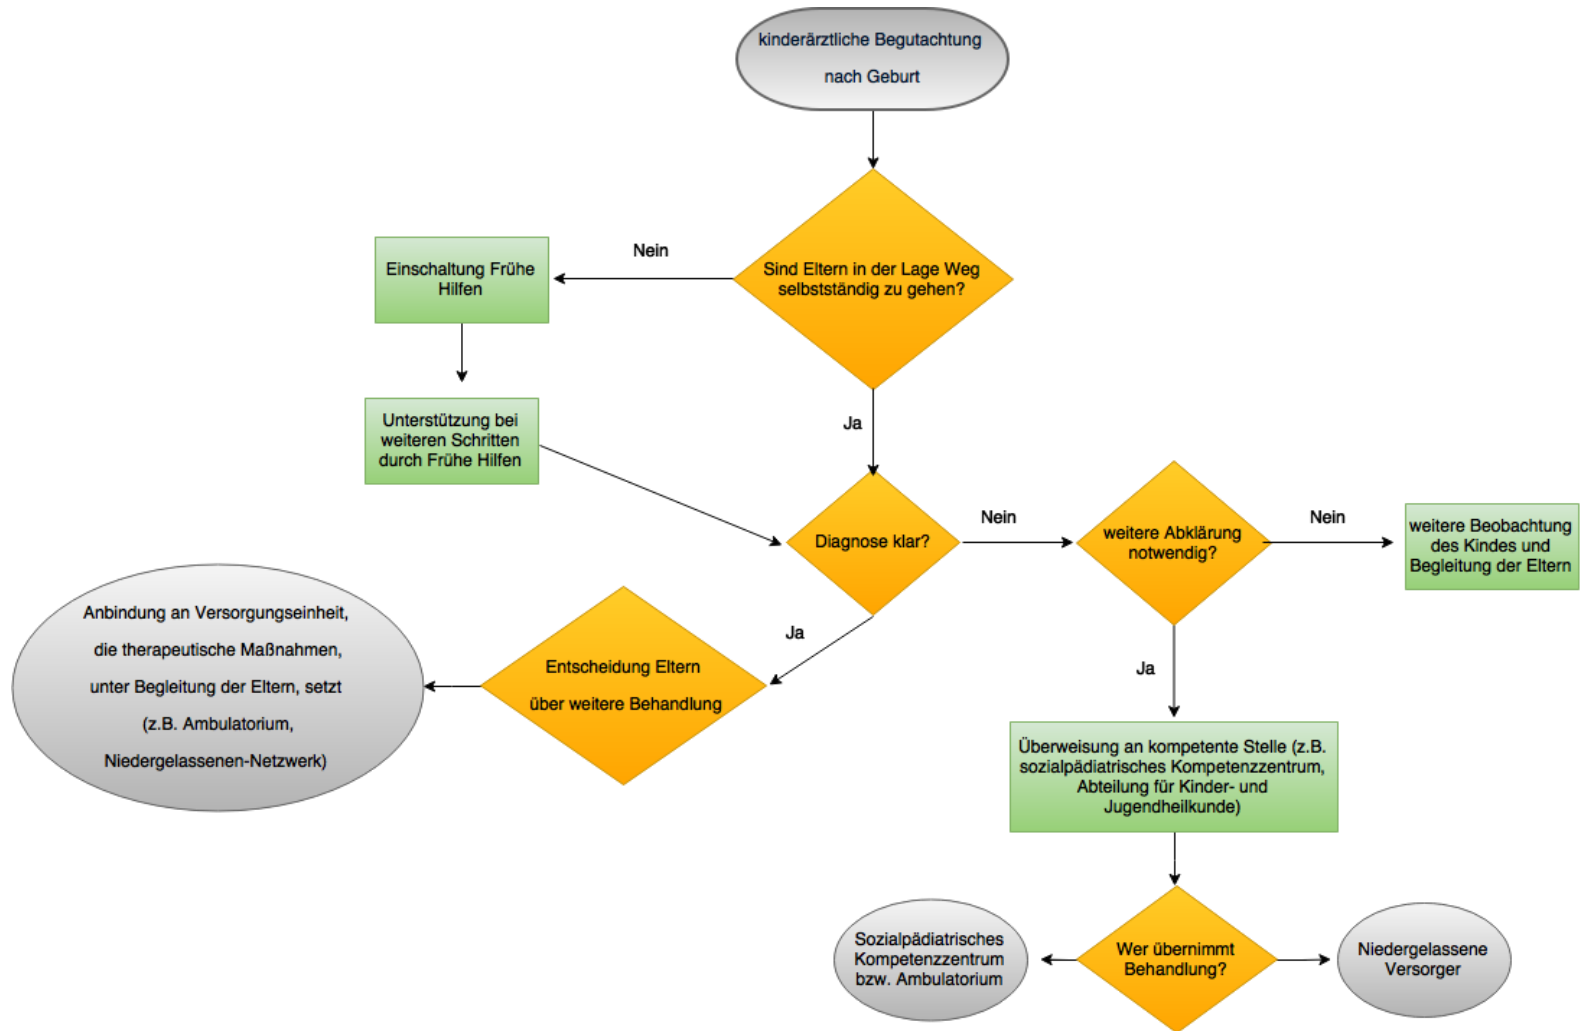 kinderärztliche Begutachtung
nach Geburt
Nein
Einschaltung Frühe
Hilfen
Sind Eltern in der Lage Weg
selbstständig zu gehen?
Unterstützung bei
weiteren Schritten
durch Frühe Hilfen
Ja
Diagnose klar?
Nein
weitere Abklärung
notwendig?
Nein
weitere Beobachtung
des Kindes und
Begleitung der Eltern
Anbindung an Versorgungseinheit,
die therapeutische Maßnahmen,
unter Begleitung der Eltern, setzt
(z.B. Ambulatorium,
Niedergelassenen-Netzwerk)
Entscheidung Eltern
über weitere Behandlung
Ja
Ja
Überweisung an kompetente Stelle (z.B.
sozialpädiatrisches Kompetenzzentrum,
Abteilung für Kinder- und
Jugendheilkunde)
Sozialpädiatrisches
Kompetenzzentrum
bzw. Ambulatorium
Wer übernimmt
Behandlung?
Niedergelassene
Versorger